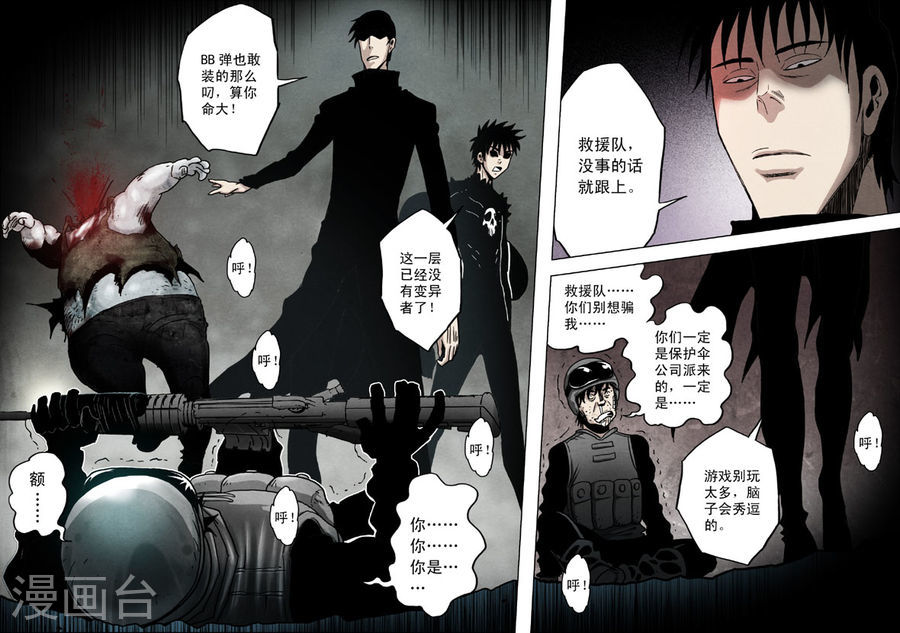 BB 弹也敢
装的那么
叨，算你
命大！
呼！
这一层
已经没
有变异
者了！
呼！
呼！
呼！
额
……
你……
你……
你是……
漫画台
救援队，
没事的话
就跟上。
救援队……
你们别想骗
我……
你们一定
是保护伞
公司派来
的，一定
是……
呼！
游戏别玩
太多，脑
子会秀逗
的。
呼！